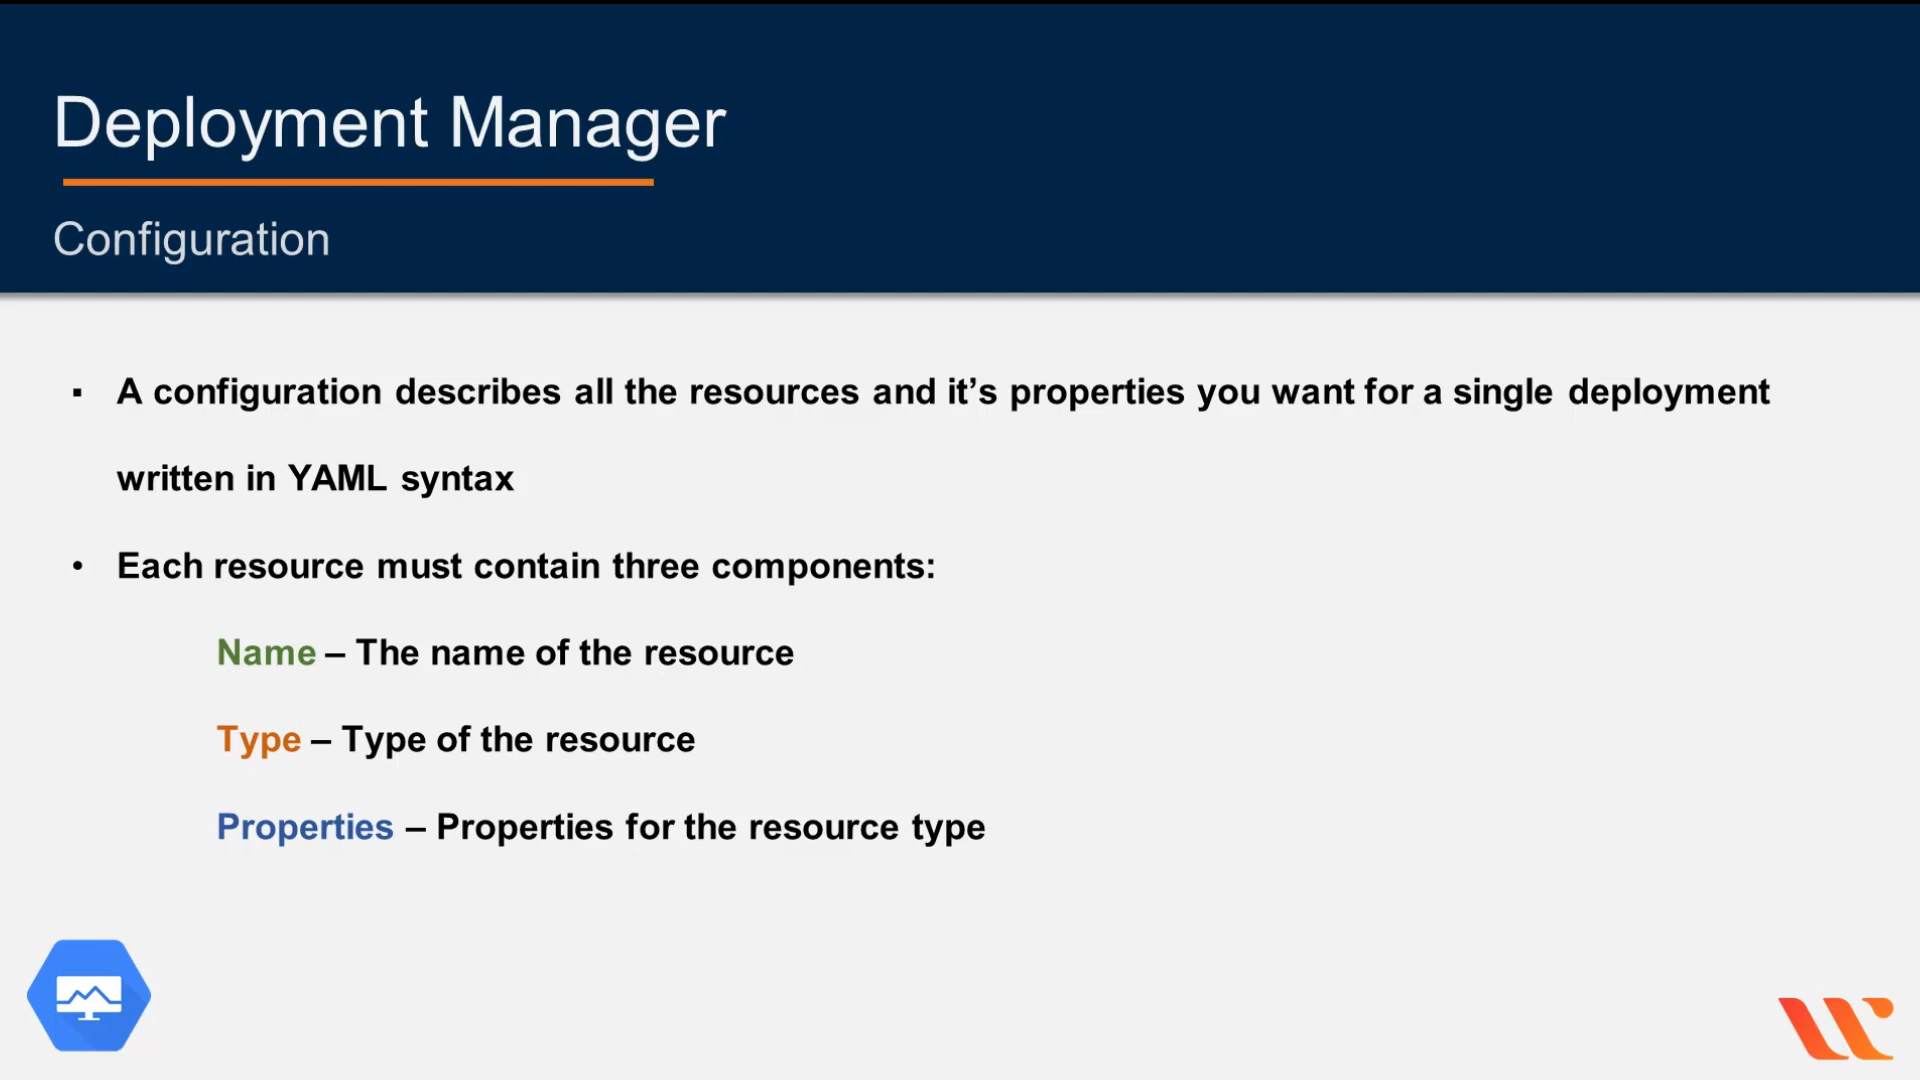 Deployment Manager
Configuration
▪ A configuration describes all the resources and it’s properties you want for a single deployment
written in YAML syntax
• Each resource must contain three components:
Name – The name of the resource
Type – Type of the resource
Properties – Properties for the resource type